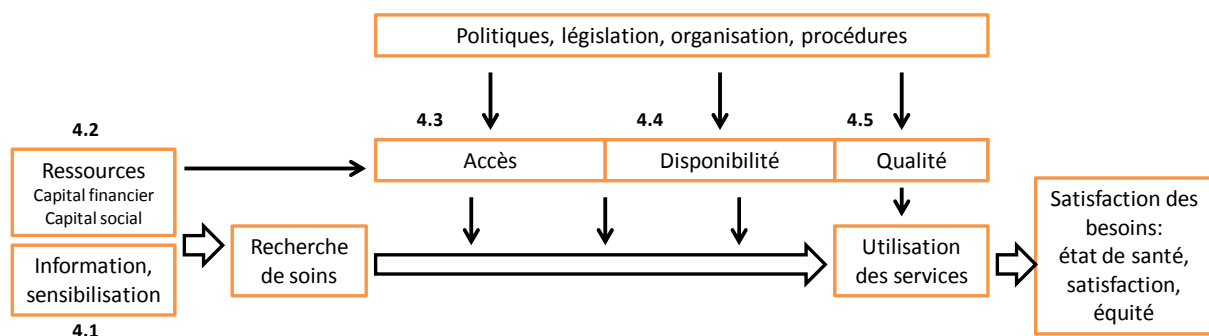 Politiques, législation, organisation, procédures
4.2
4.3
4.4
4.5
Ressources
Capital financier
Capital social
Accès
Disponibilité
Qualité
Information,
sensibilisation
4.1
Recherche
de soins
Utilisation
des services
Satisfaction des
besoins:
état de santé,
satisfaction,
équité